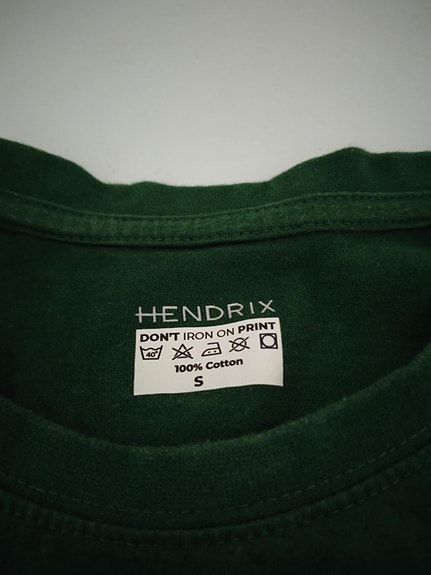 HENDRIX
DON'T IRON ON PRINT
40°
100% Cotton
S